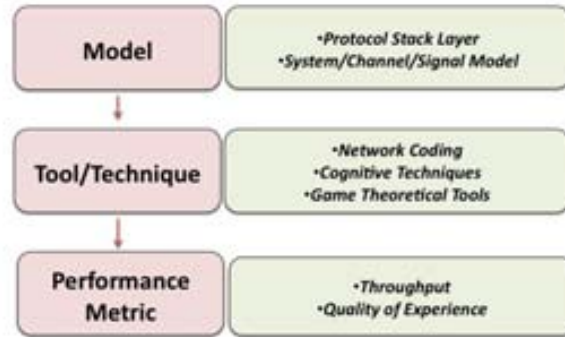 Model
•Protocol Stack Layer
•System/Channel/Signal Model
Tool/Technique
•Network Coding
•Cognitive Techniques
•Game Theoretical Tools
Performance
Metric
•Throughput
•Quality of Experience